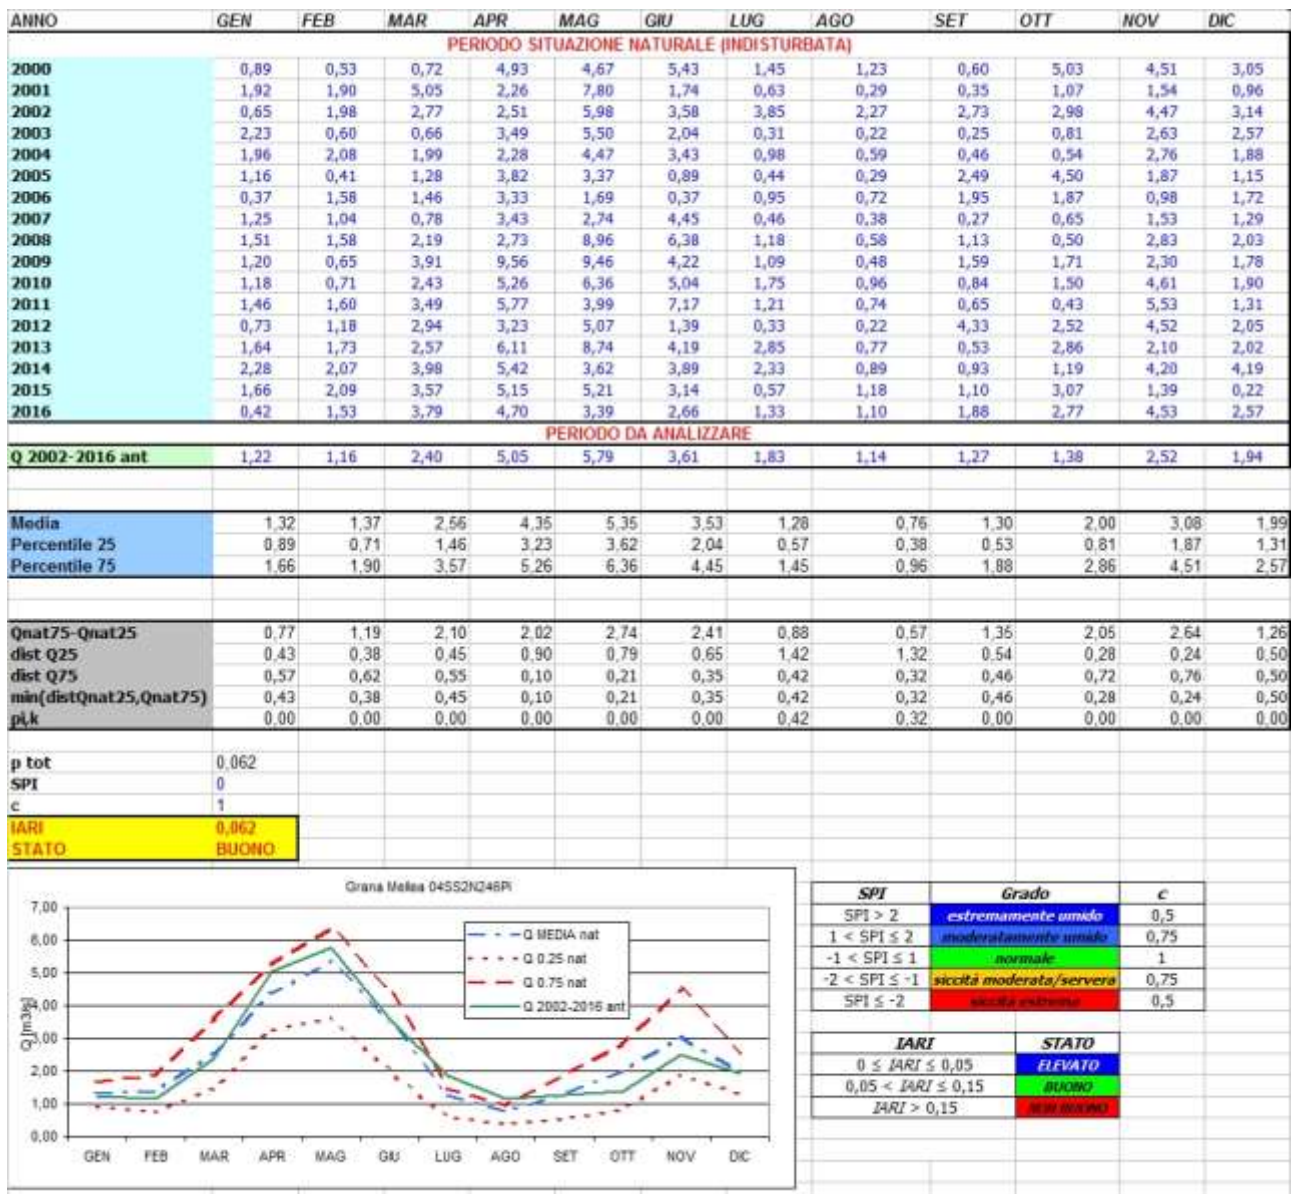 ANNO GEN FEB MAR APR MAG GIU LUG AGO SET OTT NOV DIC
PERIODO SITUAZIONE NATURALE (INDISTURBATA)
2000 0,89 0,53 0,72 4,93 4,67 5,43 1,45 1,23 0,60 5,03 4,51 3,05
2001 1,92 1,90 5,05 2,26 7,80 1,74 0,63 0,29 0,35 1,07 1,54 0,96
2002 0,65 1,98 2,77 2,51 5,98 3,58 3,85 2,27 2,73 2,98 4,47 3,14
2003 2,23 0,60 0,66 3,49 5,50 2,04 0,31 0,22 0,25 0,81 2,63 2,57
2004 1,96 2,08 1,99 2,28 4,47 3,43 0,98 0,59 0,46 0,54 2,76 1,88
2005 1,16 0,41 1,28 3,82 3,37 0,89 0,44 0,29 2,49 4,50 1,87 1,15
2006 0,37 1,58 1,46 3,33 1,69 0,37 0,95 0,72 1,95 1,87 0,98 1,72
2007 1,25 1,04 0,78 3,43 2,74 4,45 0,46 0,38 0,27 0,65 1,53 1,29
2008 1,51 1,58 2,19 2,73 8,96 6,38 1,18 0,58 1,13 0,50 2,83 2,03
2009 1,20 0,65 3,91 9,56 9,46 4,22 1,09 0,48 1,59 1,71 2,30 1,78
2010 1,18 0,71 2,43 5,26 6,36 5,04 1,75 0,96 0,84 1,50 4,61 1,90
2011 1,46 1,60 3,49 5,77 3,99 7,17 1,21 0,74 0,65 0,43 5,53 1,31
2012 0,73 1,18 2,94 3,23 5,07 1,39 0,33 0,22 4,33 2,52 4,52 2,05
2013 1,64 1,73 2,57 6,11 8,74 4,19 2,85 0,77 0,53 2,86 2,10 2,02
2014 2,28 2,07 3,98 5,42 3,62 3,89 2,33 0,89 0,93 1,19 4,20 4,19
2015 1,66 2,09 3,57 5,15 5,21 3,14 0,57 1,18 1,10 3,07 1,39 0,22
2016 0,42 1,53 3,79 4,70 3,39 2,66 1,33 1,10 1,88 2,77 4,53 2,57
PERIODO DA ANALIZZARE
Q 2002-2016 ant 1,22 1,16 2,40 5,05 5,79 3,61 1,83 1,14 1,27 1,38 2,52 1,94
Media 1,32 1,37 2,56 4,35 5,35 3,53 1,28 0,76 1,30 2,00 3,08 1,99
Percentile 25 0,89 0,71 1,46 3,23 3,62 2,04 0,57 0,38 0,53 0,81 1,87 1,31
Percentile 75 1,66 1,90 3,57 5,26 6,36 4,45 1,45 0,96 1,88 2,86 4,51 2,57
Qnat75-Qnat25 0,77 1,19 2,10 2,02 2,74 2,41 0,88 0,57 1,35 2,05 2,64 1,26
dist Q25 0,43 0,38 0,45 0,90 0,79 0,65 1,42 1,32 0,54 0,28 0,24 0,50
dist Q75 0,57 0,62 0,55 0,10 0,21 0,35 0,42 0,32 0,46 0,72 0,76 0,50
min(distQnat25,Qnat75) 0,43 0,38 0,45 0,10 0,21 0,35 0,42 0,32 0,46 0,28 0,24 0,50
pi,k 0,00 0,00 0,00 0,00 0,00 0,00 0,42 0,32 0,00 0,00 0,00 0,00
p tot 0,062
SPI 0
c 1
IARI 0,062
STATO BUONO
Grana Mellea 04SS2N246Pi
Q [m3/s]
7,00
6,00
5,00
4,00
3,00
2,00
1,00
0,00
Q MEDIA nat
Q 0.25 nat
Q 0.75 nat
Q 2002-2016 ant
GEN FEB MAR APR MAG GIU LUG AGO SET OTT NOV DIC
SPI Grado c
SPI > 2 estremamente umido 0,5
1 < SPI ≤ 2 moderatamente umido 0,75
-1 < SPI ≤ 1 normale 1
-2 < SPI ≤ -1 siccità moderata/servera 0,75
SPI ≤ -2 siccità estrema 0,5
IARI STATO
0 ≤ IARI ≤ 0,05 ELEVATO
0,05 < IARI ≤ 0,15 BUONO
IARI > 0,15 NON BUONO